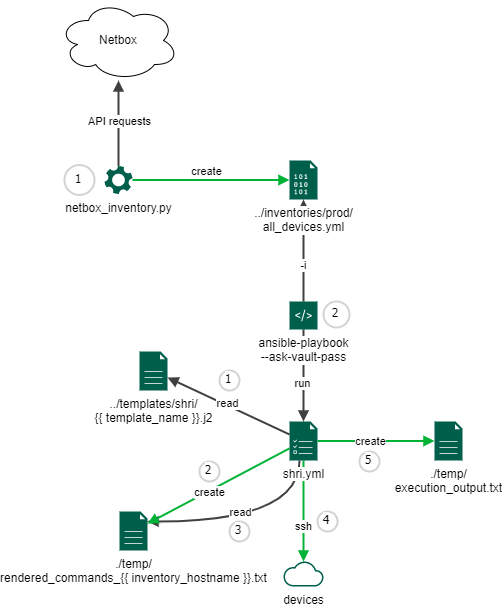 Netbox
API requests
1
create
netbox_inventory.py
101
010
101
../inventories/prod/
all_devices.yml
-i
</>
2
ansible-playbook
--ask-vault-pass
run
1
read
../templates/shri/
{{ template_name }}.j2
shri.yml
create
5
./temp/
execution_output.txt
2
create
read
3
ssh
4
./temp/
rendered_commands_{{ inventory_hostname }}.txt
devices